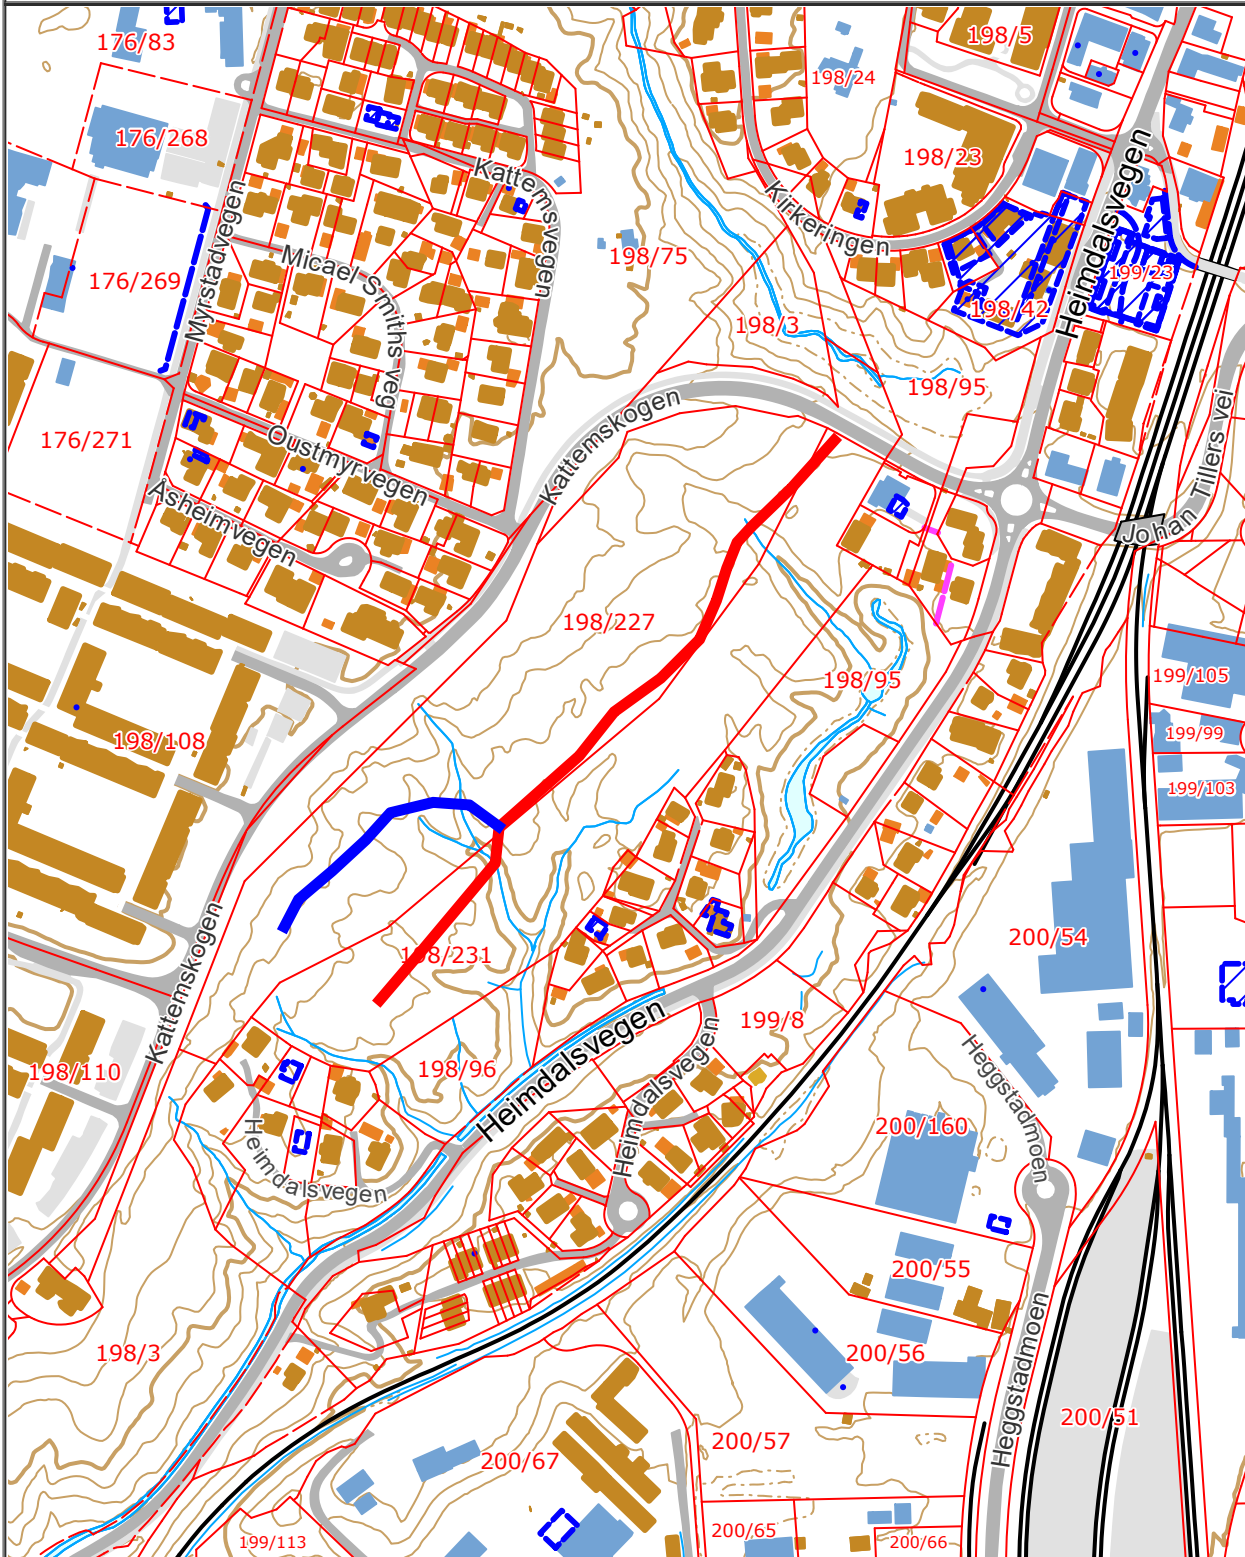 176/83
198/5
198/24
176/268
198/23
Heimdalsvegen
Kattemsvegen
Kirkeringen
Myrstadvegen
Micael Smiths veg
198/75
176/269
199/23
198/42
198/3
198/95
Kattemskogen
Johan Tillers vei
176/271
Oustmyrvegen
Åsheimvegen
198/227
198/95
199/105
198/108
199/99
199/103
200/54
198/231
Kattemskogen
199/8
198/110
198/96
Heimdalsvegen
Heimdalsvegen
Heggstadmoen
200/160
Heimdalsvegen
200/55
198/3
200/56
Heggstadmoen
200/51
200/57
200/67
200/65
199/113
200/66